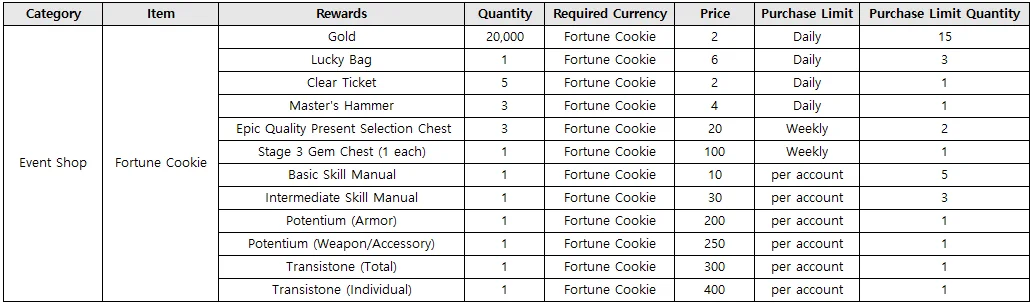 Category Item Rewards Quantity Required Currency Price Purchase Limit Purchase Limit Quantity
Gold 20,000 Fortune Cookie 2 Daily 15
Lucky Bag 1 Fortune Cookie 6 Daily 3
Clear Ticket 5 Fortune Cookie 2 Daily 1
Master's Hammer 3 Fortune Cookie 4 Daily 1
Epic Quality Present Selection Chest 3 Fortune Cookie 20 Weekly 2
Event Shop Fortune Cookie Stage 3 Gem Chest (1 each) 1 Fortune Cookie 100 Weekly 1
Basic Skill Manual 1 Fortune Cookie 10 per account 5
Intermediate Skill Manual 1 Fortune Cookie 30 per account 3
Potentium (Armor) 1 Fortune Cookie 200 per account 1
Potentium (Weapon/Accessory) 1 Fortune Cookie 250 per account 1
Transistone (Total) 1 Fortune Cookie 300 per account 1
Transistone (Individual) 1 Fortune Cookie 400 per account 1